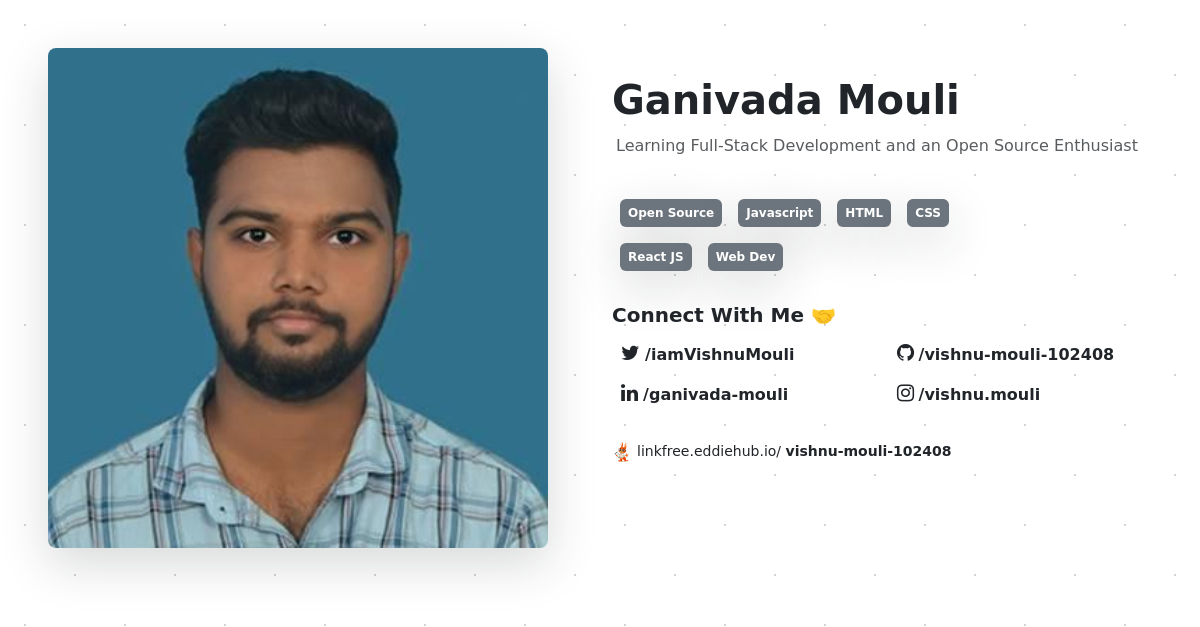 Ganivada Mouli
Learning Full-Stack Development and an Open Source Enthusiast
Open Source Javascript HTML CSS
React JS Web Dev
Connect With Me 🤝
/iamVishnuMouli /vishnu-mouli-102408
/ganivada-mouli /vishnu.mouli
linkfree.eddiehub.io/ vishnu-mouli-102408